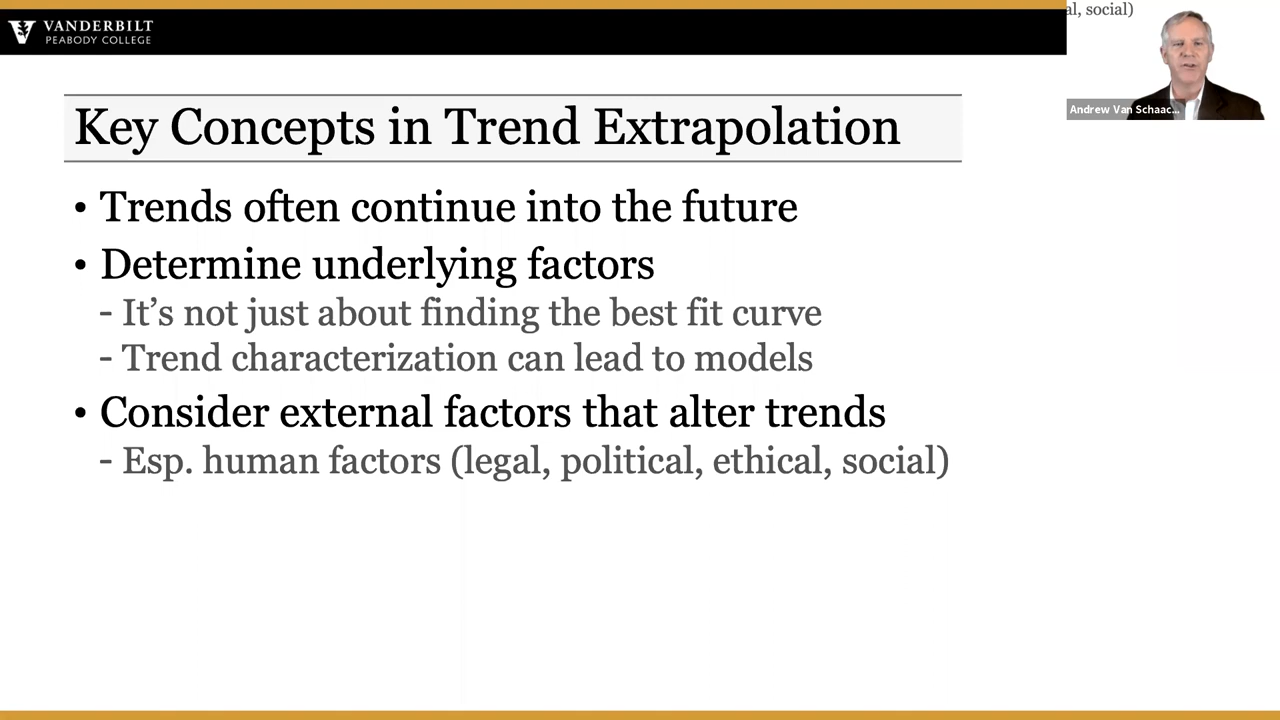 VANDERBILT
PEABODY COLLEGE
al, social)
Andrew Van Schaac...
Key Concepts in Trend Extrapolation
• Trends often continue into the future
• Determine underlying factors
- It’s not just about finding the best fit curve
- Trend characterization can lead to models
• Consider external factors that alter trends
- Esp. human factors (legal, political, ethical, social)